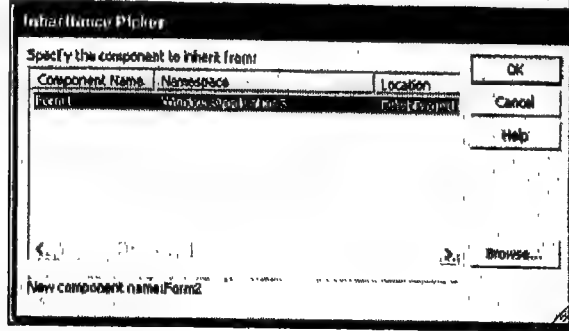 Inheritance Picker
Specify the component to inherit from:
Component Name Namespace Location
Form1
OK
Cancel
Help
Browse...
New component name:Form2